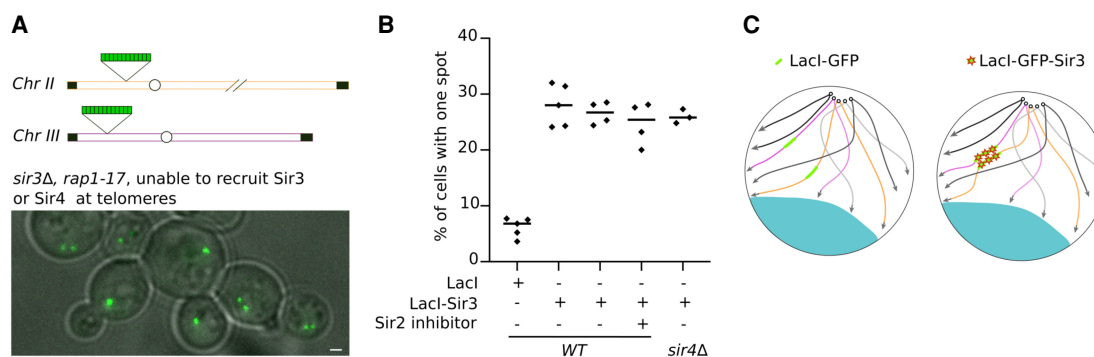 A
Chr II
Chr III
sir3Δ, rap1-17, unable to recruit Sir3
or Sir4 at telomeres
B
% of cells with one spot
40
30
20
10
0
LacI + - - - -
LacI-Sir3 - + + + +
Sir2 inhibitor - - - + -
WT sir4Δ
C
LacI-GFP LacI-GFP-Sir3